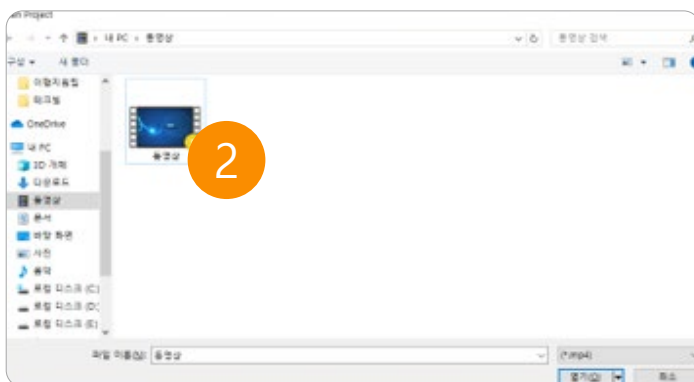 en Project
내 PC › 동영상
동영상 검색
구성
새 폴더
OneDrive
내 PC
3D 개체
다운로드
동영상
문서
바탕 화면
사진
음악
로컬 디스크 (C:)
로컬 디스크 (D:
로컬 디스크 (E:)
동영상
2
파일 이름(N): 동영상
(*.mp4)
열기(O)
취소